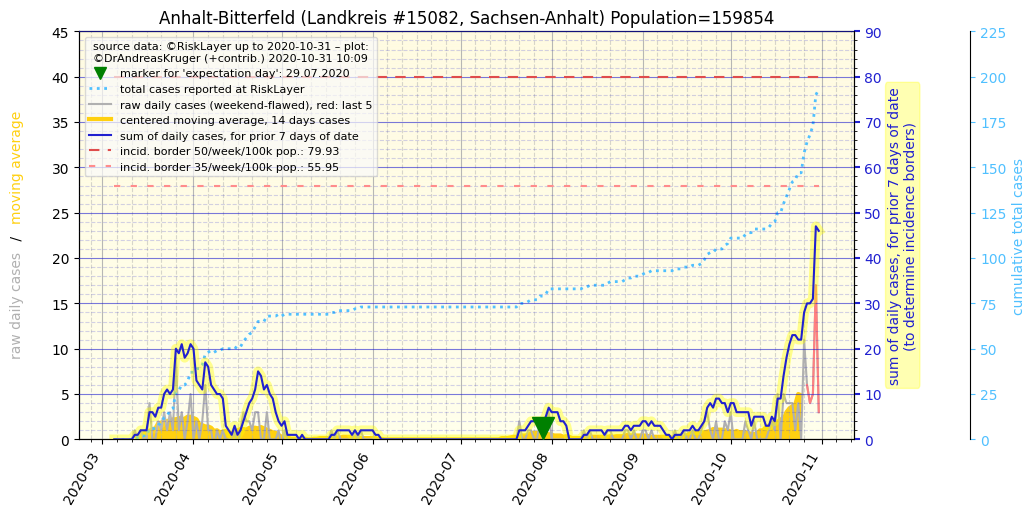 Anhalt-Bitterfeld (Landkreis #15082, Sachsen-Anhalt) Population=159854
source data: ©RiskLayer up to 2020-10-31 – plot:
©DrAndreasKruger (+contrib.) 2020-10-31 10:09
marker for 'expectation day': 29.07.2020
total cases reported at RiskLayer
raw daily cases (weekend-flawed), red: last 5
centered moving average, 14 days cases
sum of daily cases, for prior 7 days of date
incid. border 50/week/100k pop.: 79.93
incid. border 35/week/100k pop.: 55.95
raw daily cases / moving average
45
40
35
30
25
20
15
10
5
0
2020-03
2020-04
2020-05
2020-06
2020-07
2020-08
2020-09
2020-10
2020-11
90
80
70
60
50
40
30
20
10
0
sum of daily cases, for prior 7 days of date
(to determine incidence borders)
225
200
175
150
125
100
75
50
25
0
cumulative total cases